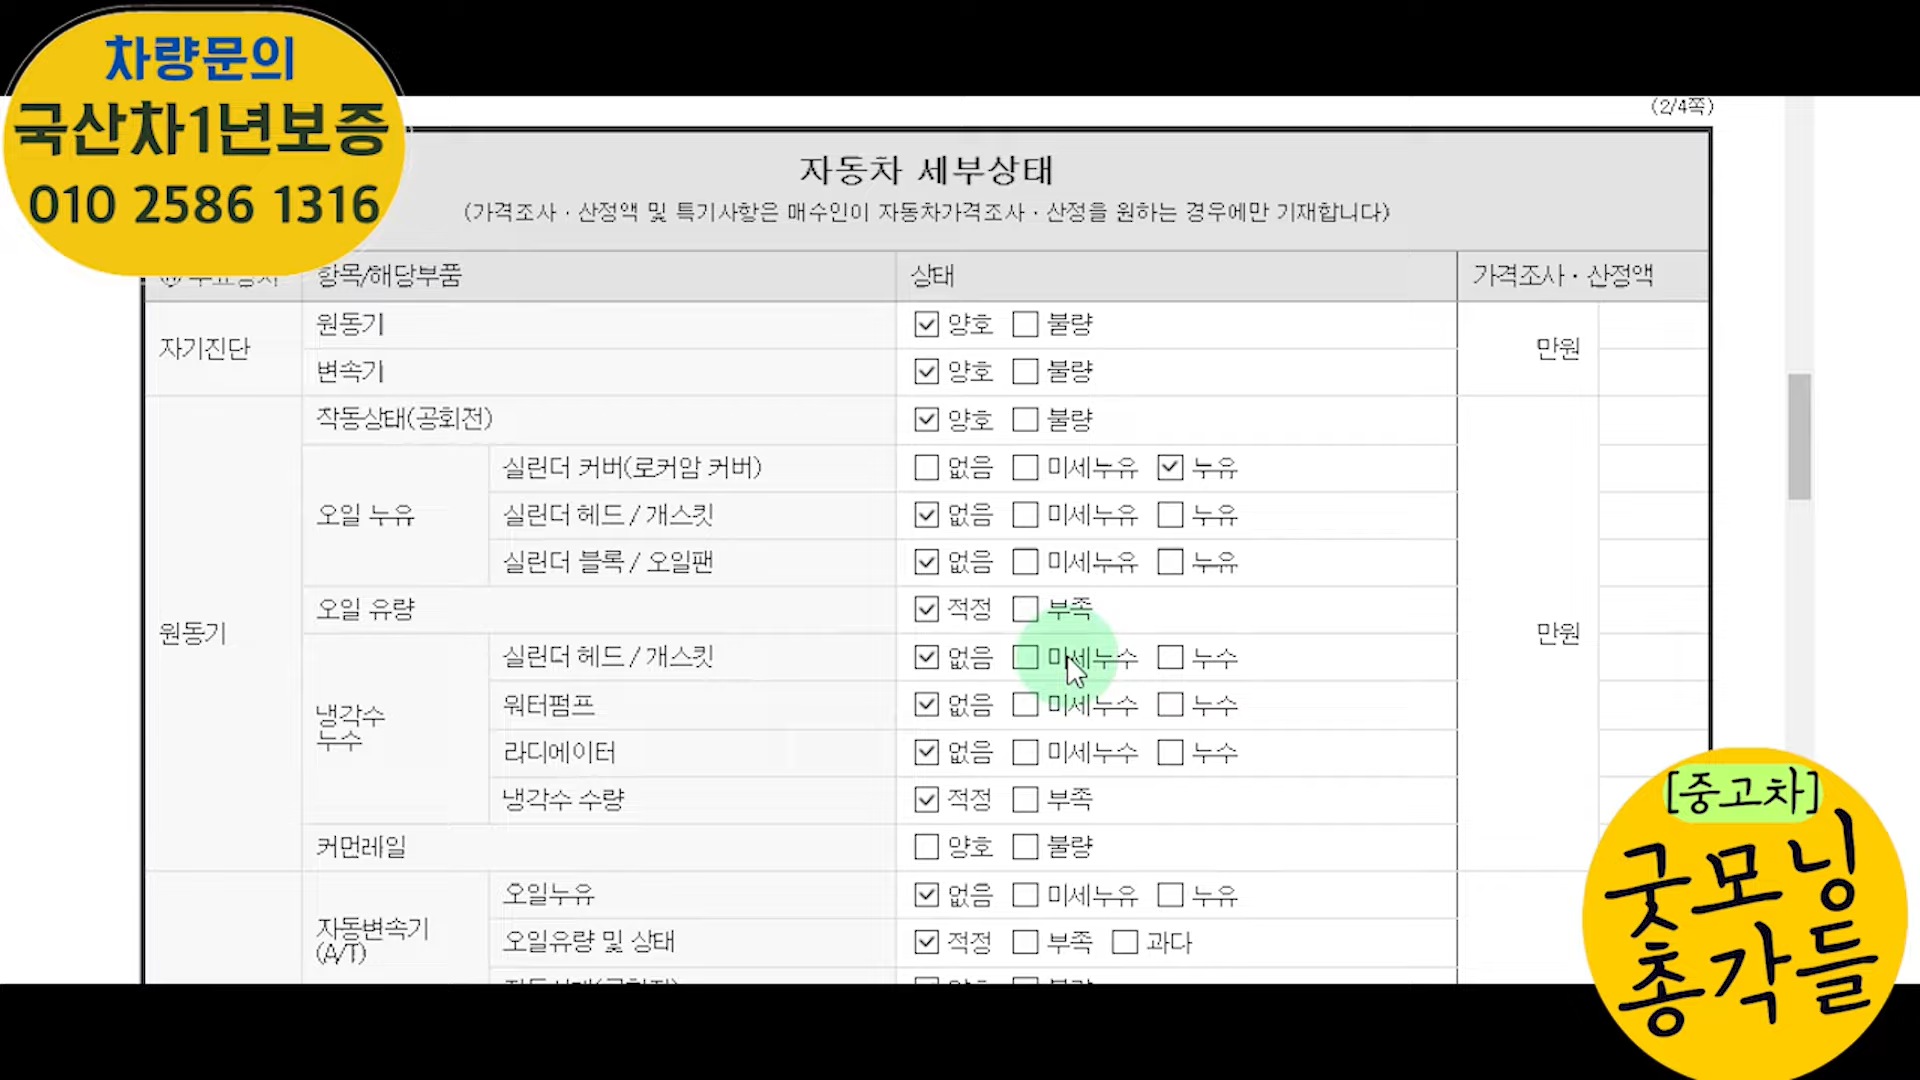 차량문의
국산차1년보증
010 2586 1316
(2/4쪽)
자동차 세부상태
(가격조사 · 산정액 및 특기사항은 매수인이 자동차가격조사 · 산정을 원하는 경우에만 기재합니다)
항목/해당부품 상태 가격조사 · 산정액
자기진단 원동기 양호 불량 만원
변속기 양호 불량
원동기 작동상태(공회전) 양호 불량 만원
오일 누유 실린더 커버(로커암 커버) 없음 미세누유 누유
실린더 헤드 / 개스킷 없음 미세누유 누유
실린더 블록 / 오일팬 없음 미세누유 누유
오일 유량 적정 부족
냉각수 누수 실린더 헤드 / 개스킷 없음 미세누수 누수
워터펌프 없음 미세누수 누수
라디에이터 없음 미세누수 누수
냉각수 수량 적정 부족
커먼레일 양호 불량
자동변속기 (A/T) 오일누유 없음 미세누유 누유
오일유량 및 상태 적정 부족 과다
[중고차]
굿모닝
총각들